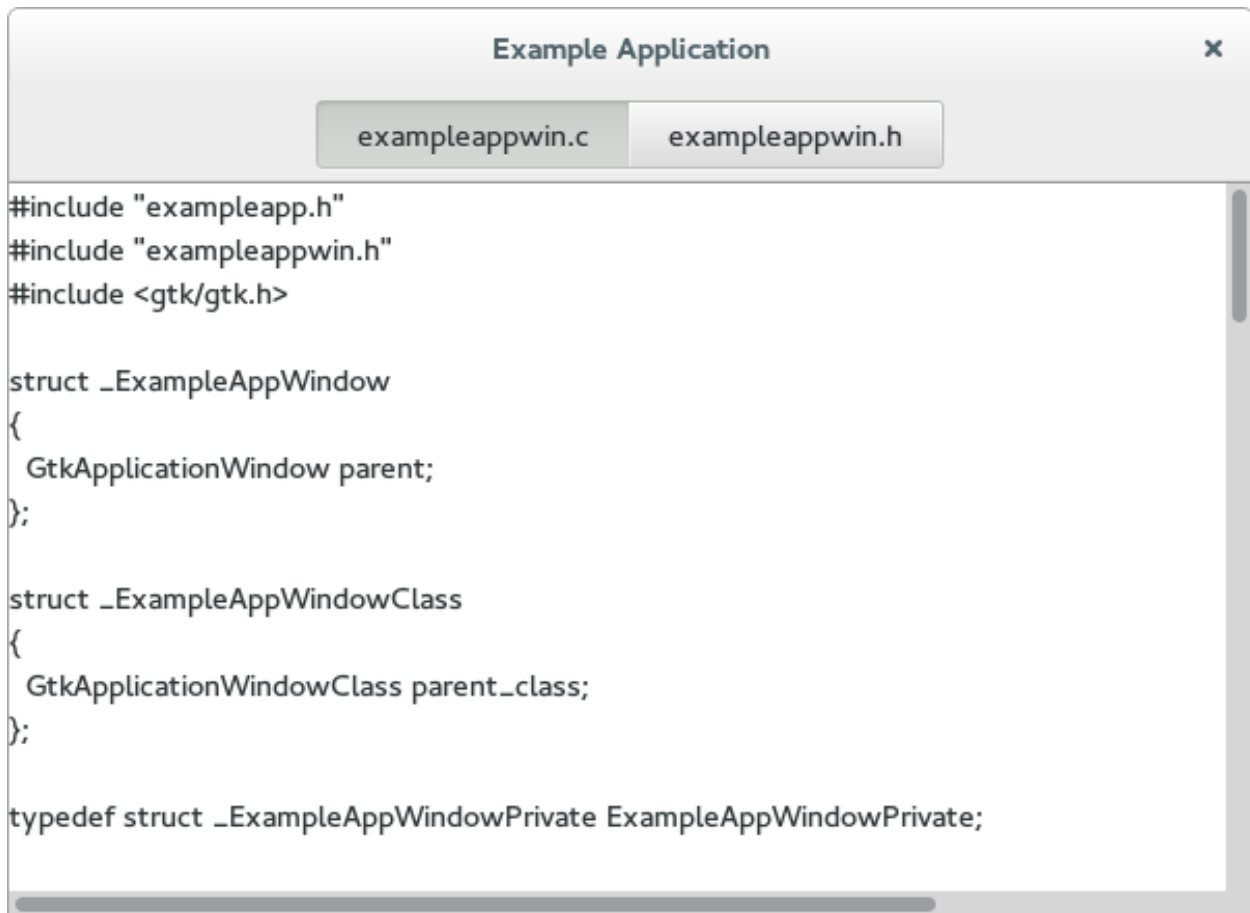 Example Application
exampleappwin.c exampleappwin.h
#include "exampleapp.h"
#include "exampleappwin.h"
#include <gtk/gtk.h>
struct _ExampleAppWindow
{
  GtkApplicationWindow parent;
};
struct _ExampleAppWindowClass
{
  GtkApplicationWindowClass parent_class;
};
typedef struct _ExampleAppWindowPrivate ExampleAppWindowPrivate;